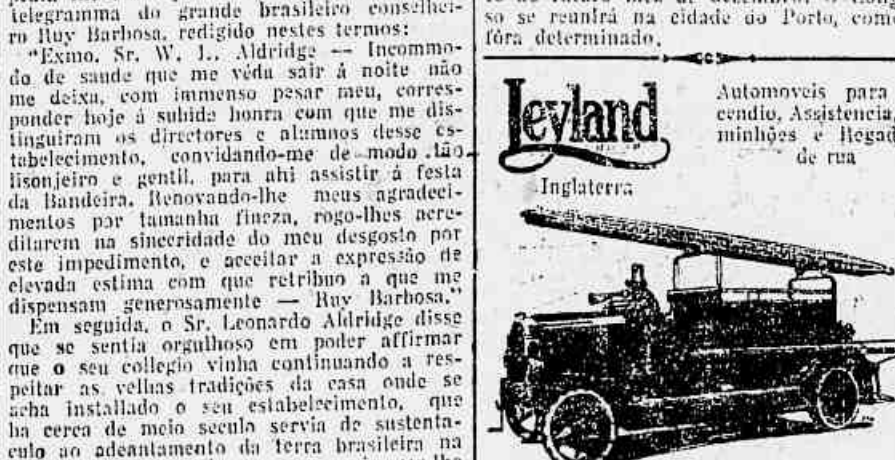 telegramma do grande brasileiro conselhei-
ro Ruy Barbosa, redigido nestes termos:
"Exmo. Sr. W. L. Aldridge — Incommo-
do de saude que me véda sair á noite não
me deixa, com immenso pesar meu, corres-
ponder hoje á subida honra com que me dis-
tinguiram os directores e alumnos desse es-
tabelecimento, convidando-me de modo tão
lisonjeiro e gentil, para ahi assistir á festa
da Bandeira. Renovando-lhe meus agradeci-
mentos por tamanha fineza, rogo-lhes acre-
ditarem na sinceridade do meu desgosto por
este impedimento, e acceitar a expressão de
elevada estima com que retribuo a que me
dispensam generosamente — Ruy Barbosa."
Em seguida, o Sr. Leonardo Aldridge disse
que se sentia orgulhoso em poder affirmar
que o seu collegio vinha continuando a res-
peitar as velhas tradições da casa onde se
acha installado o seu estabelecimento, que
ha cerca de meio seculo servia de sustenta-
culo ao adeantamento da terra brasileira na
so se reunirá na cidade do Porto, como
fôra determinado.
Leyland
Inglaterra
Automoveis para
cendio, Assistencia,
minhões e Regad
de rua